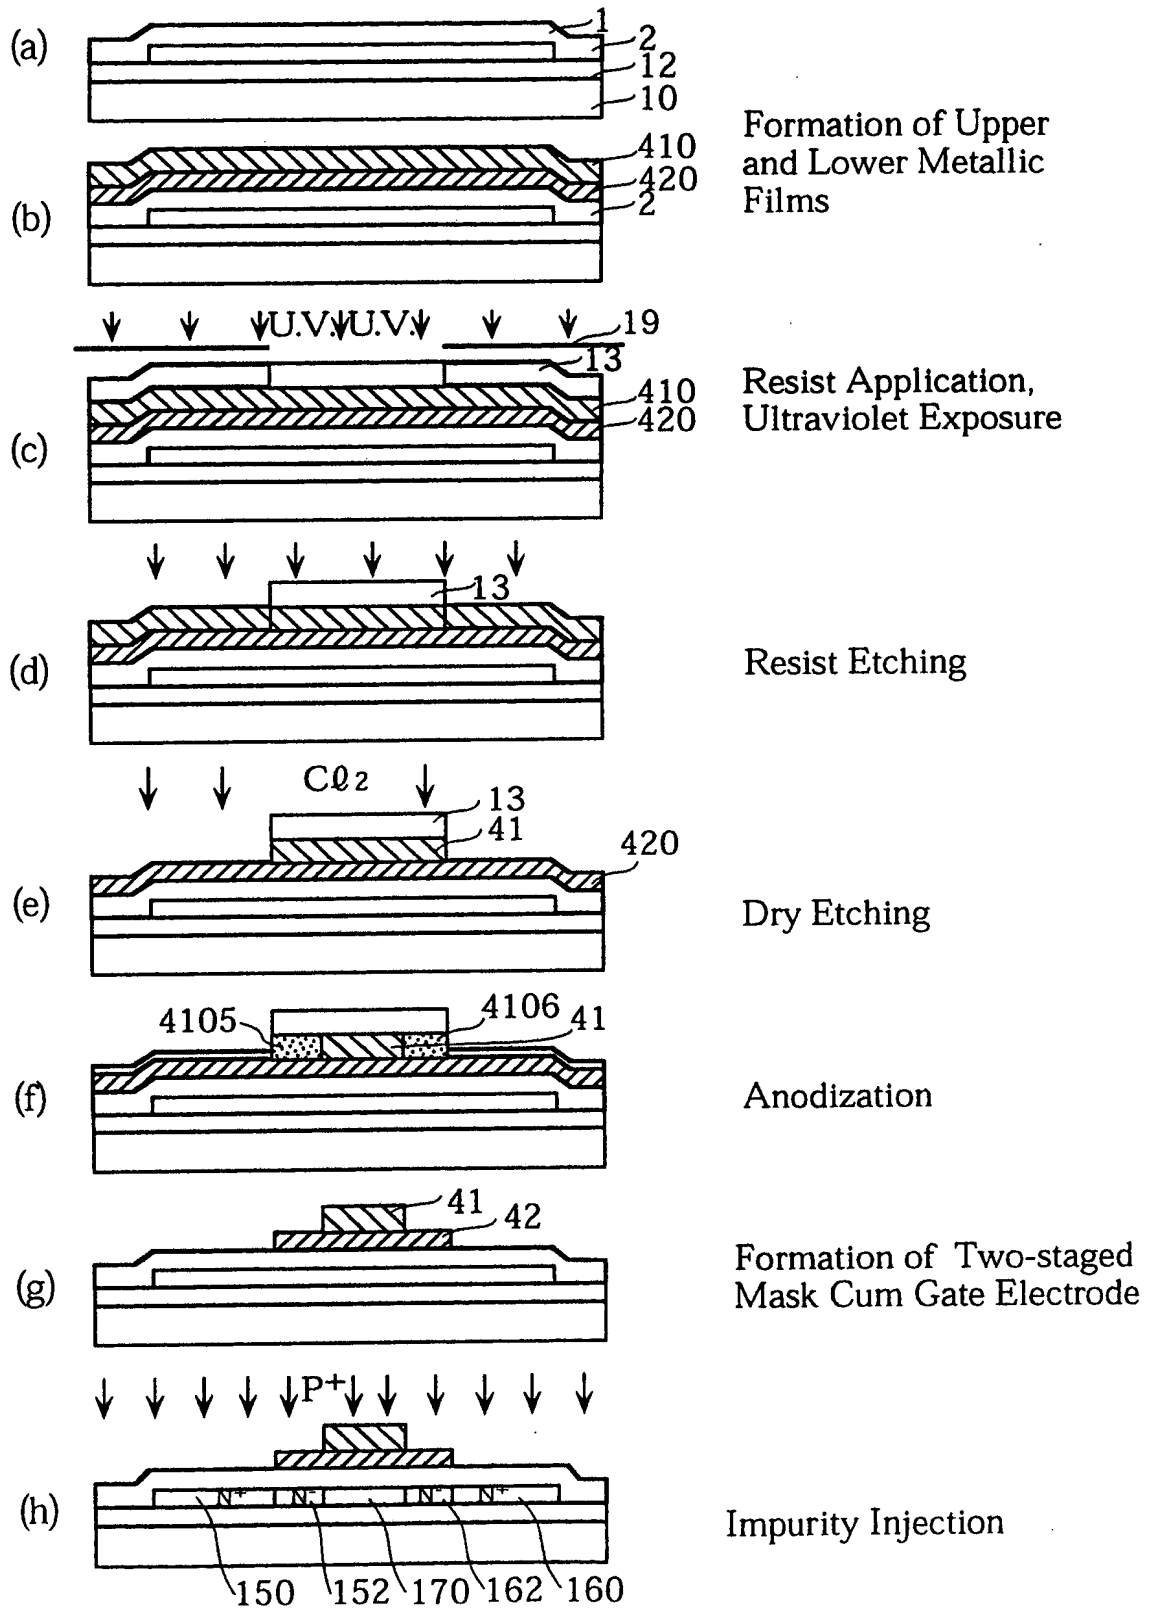 (a)
1
2
12
10
(b)
410
420
2
Formation of Upper
and Lower Metallic
Films
(c)
U.V. U.V.
19
13
410
420
Resist Application,
Ultraviolet Exposure
(d)
13
Resist Etching
(e)
Cℓ2
13
41
420
Dry Etching
(f)
4105
4106
41
Anodization
(g)
41
42
Formation of Two-staged
Mask Cum Gate Electrode
(h)
P+
N+ N- N- N+
150 152 170 162 160
Impurity Injection